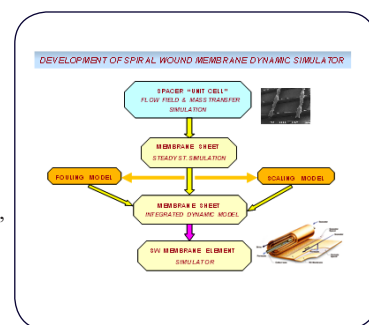 DEVELOPMENT OF SPIRAL WOUND MEMBRANE DYNAMIC SIMULATOR
SPACER "UNIT CELL"
FLOW FIELD & MASS TRANSFER
SIMULATION
MEMBRANE SHEET
STEADY ST. SIMULATION
FOULING MODEL
SCALING MODEL
MEMBRANE SHEET
INTEGRATED DYNAMIC MODEL
,
SW MEMBRANE ELEMENT
SIMULATOR